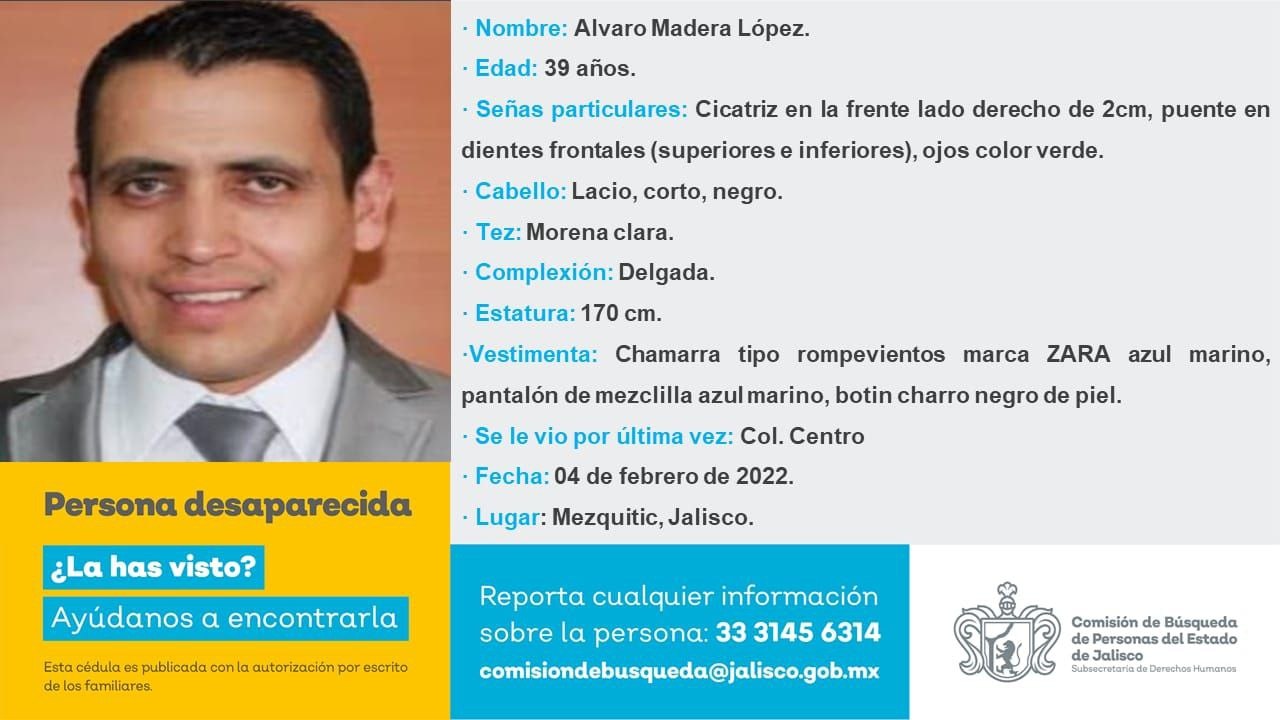 · Nombre: Alvaro Madera López.
· Edad: 39 años.
· Señas particulares: Cicatriz en la frente lado derecho de 2cm, puente en
dientes frontales (superiores e inferiores), ojos color verde.
· Cabello: Lacio, corto, negro.
· Tez: Morena clara.
· Complexión: Delgada.
· Estatura: 170 cm.
·Vestimenta: Chamarra tipo rompevientos marca ZARA azul marino,
pantalón de mezclilla azul marino, botin charro negro de piel.
· Se le vio por última vez: Col. Centro
· Fecha: 04 de febrero de 2022.
· Lugar: Mezquitic, Jalisco.
Persona desaparecida
¿La has visto?
Ayúdanos a encontrarla
Esta cédula es publicada con la autorización por escrito
de los familiares.
Reporta cualquier información
sobre la persona: 33 3145 6314
comisiondebusqueda@jalisco.gob.mx
Comisión de Búsqueda
de Personas del Estado
de Jalisco
Subsecretaría de Derechos Humanos